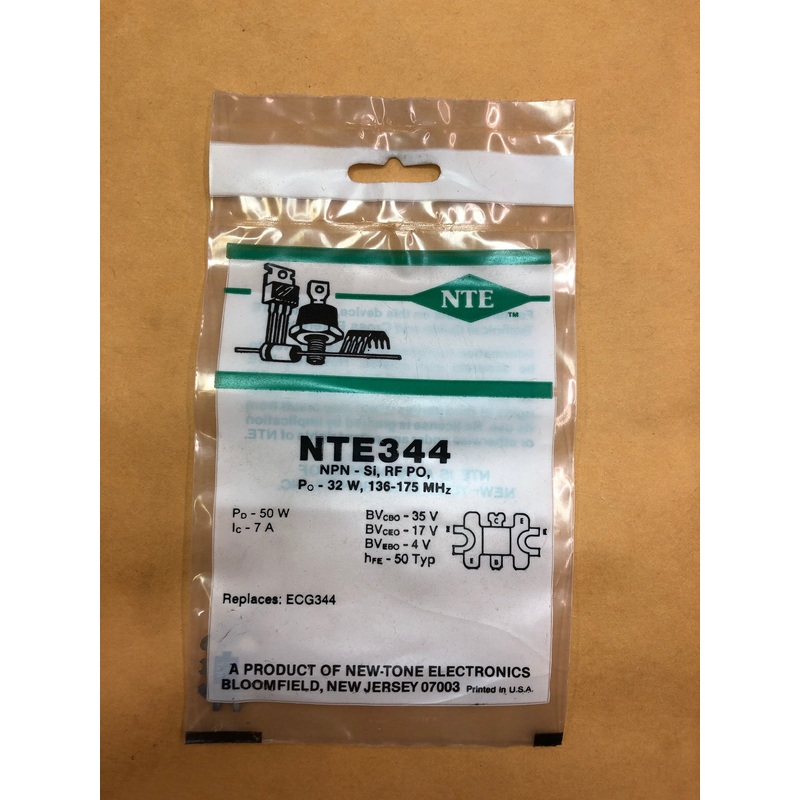 NTE
TM
NTE344
NPN - Si, RF PO,
PO - 32 W, 136-175 MHz
PD - 50 W
IC - 7 A
BVCBO - 35 V
BVCEO - 17 V
BVEBO - 4 V
hFE - 50 Typ
C
E
E
E
B
E
Replaces: ECG344
A PRODUCT OF NEW-TONE ELECTRONICS
BLOOMFIELD, NEW JERSEY 07003 Printed in U.S.A.